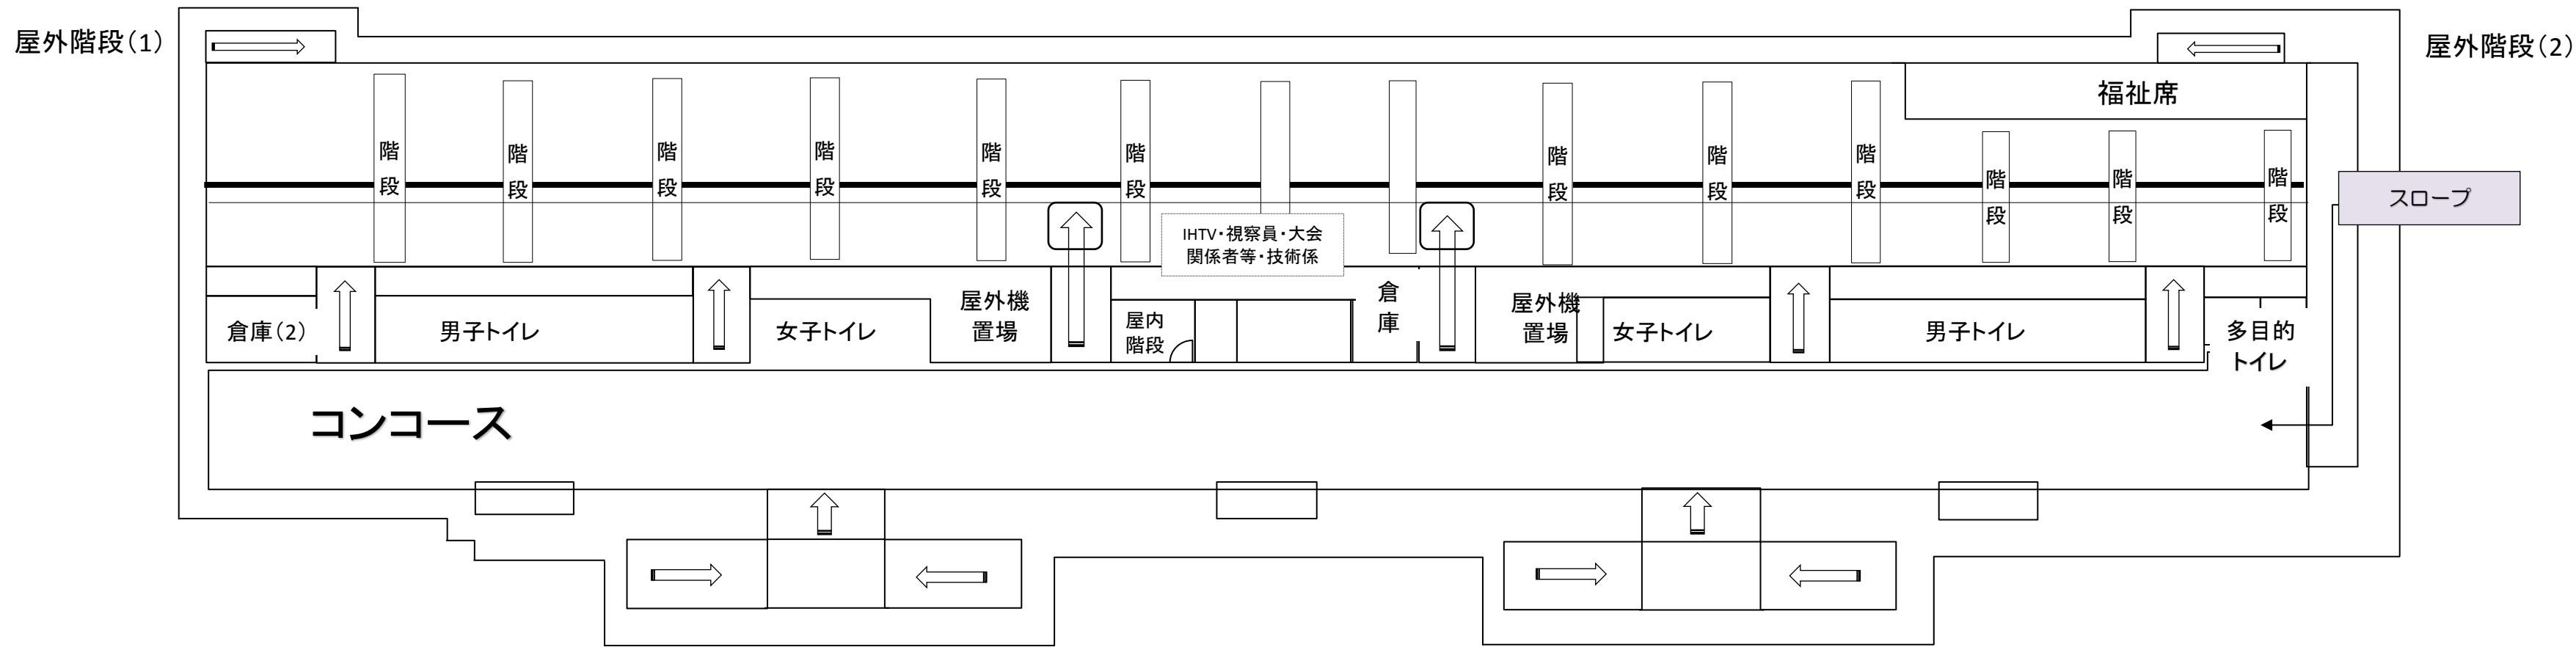 屋外階段（1）
屋外階段（2）
福祉席
階段
階段
階段
階段
階段
階段
階段
階段
階段
階段
階段
階段
スロープ
IHTV・視察員・大会
関係者等・技術係
倉庫（2）
男子トイレ
女子トイレ
屋外機
置場
屋内
階段
倉庫
屋外機
置場
女子トイレ
男子トイレ
多目的
トイレ
コンコース